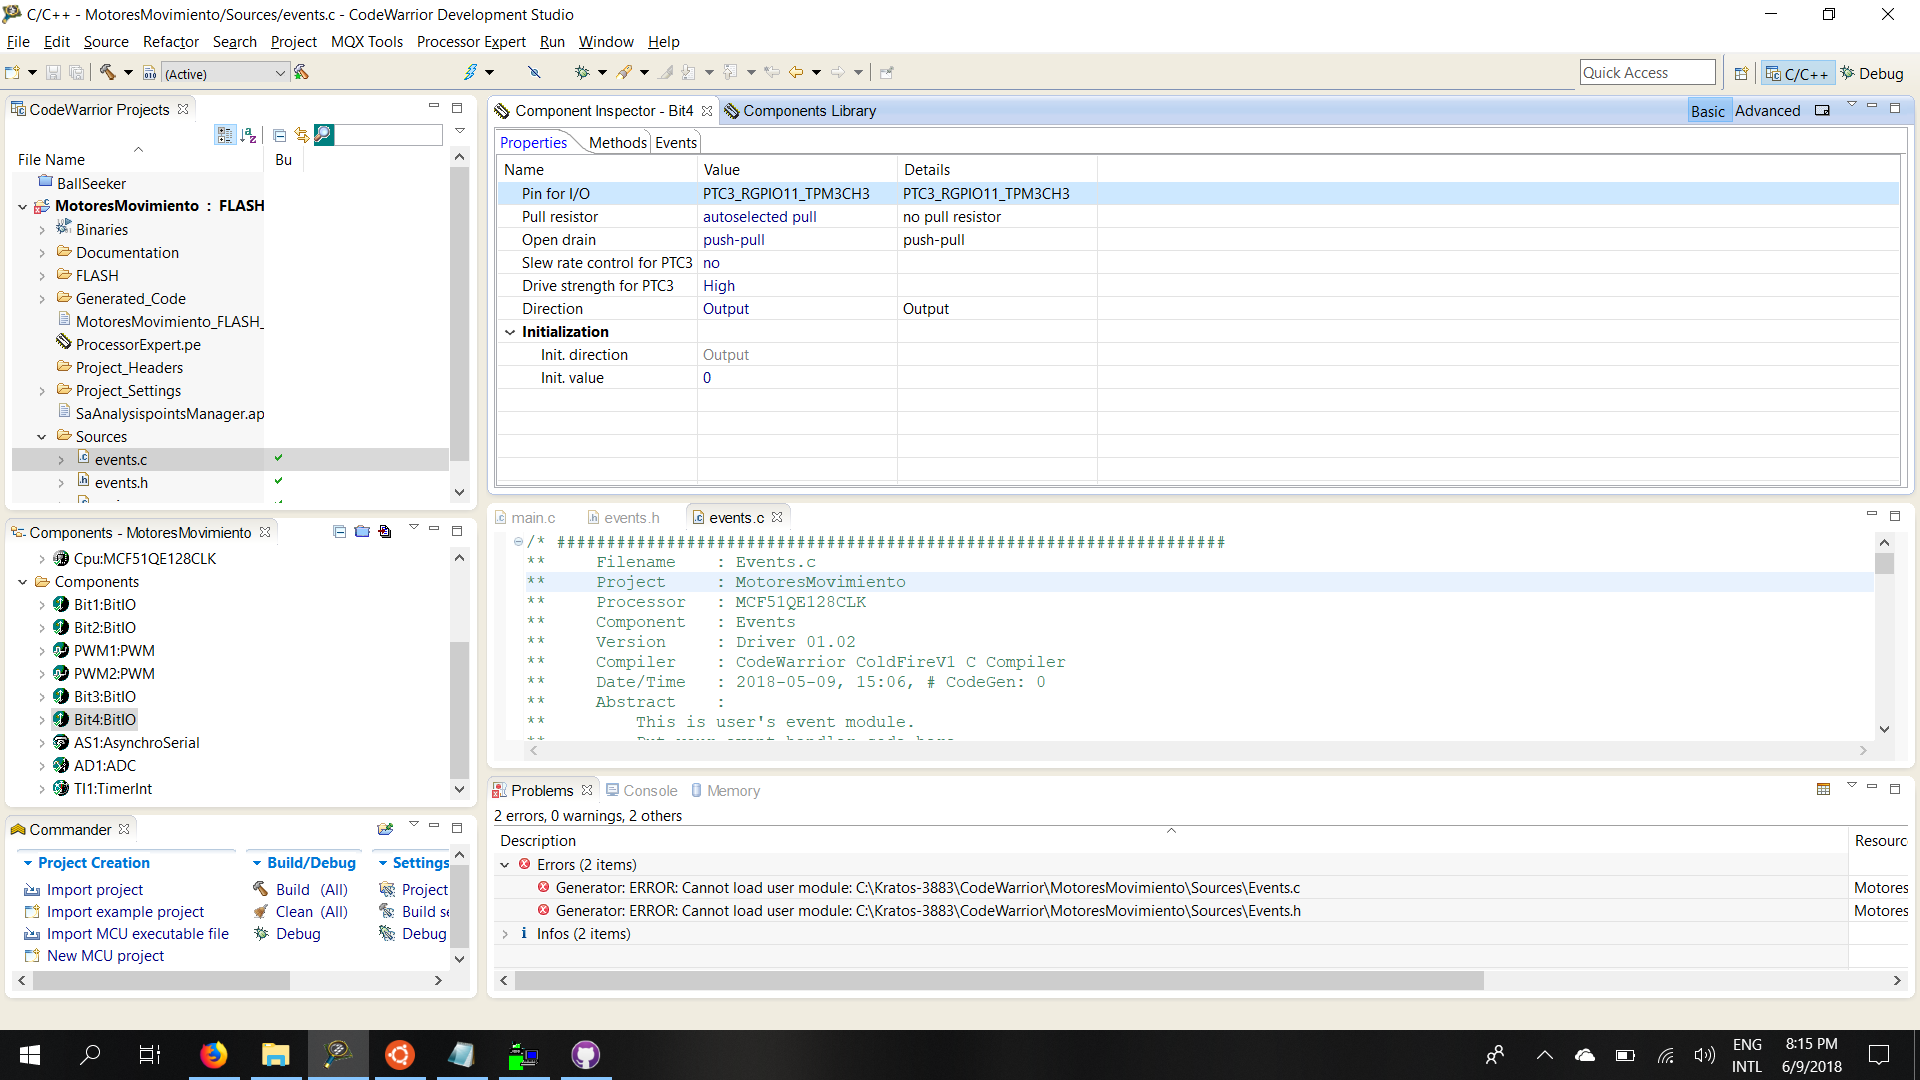 C/C++ - MotoresMovimiento/Sources/events.c - CodeWarrior Development Studio
File Edit Source Refactor Search Project MQX Tools Processor Expert Run Window Help
(Active)
Quick Access
C/C++
Debug
CodeWarrior Projects
File Name
Bu
BallSeeker
MotoresMovimiento : FLASH
Binaries
Documentation
FLASH
Generated_Code
MotoresMovimiento_FLASH_
ProcessorExpert.pe
Project_Headers
Project_Settings
SaAnalysispointsManager.ap
Sources
events.c
events.h
Components - MotoresMovimiento
Cpu:MCF51QE128CLK
Components
Bit1:BitIO
Bit2:BitIO
PWM1:PWM
PWM2:PWM
Bit3:BitIO
Bit4:BitIO
AS1:AsynchroSerial
AD1:ADC
TI1:TimerInt
Commander
Project Creation
Import project
Import example project
Import MCU executable file
New MCU project
Build/Debug
Build (All)
Clean (All)
Debug
Settings
Project
Build se
Debug
Component Inspector - Bit4
Components Library
Basic
Advanced
Properties
Methods
Events
Name Value Details
Pin for I/O PTC3_RGPIO11_TPM3CH3 PTC3_RGPIO11_TPM3CH3
Pull resistor autoselected pull no pull resistor
Open drain push-pull push-pull
Slew rate control for PTC3 no
Drive strength for PTC3 High
Direction Output Output
Initialization
Init. direction Output
Init. value 0
main.c
events.h
events.c
/* ###################################################################
** Filename : Events.c
** Project : MotoresMovimiento
** Processor : MCF51QE128CLK
** Component : Events
** Version : Driver 01.02
** Compiler : CodeWarrior ColdFireV1 C Compiler
** Date/Time : 2018-05-09, 15:06, # CodeGen: 0
** Abstract :
** This is user's event module.
** Put your event handler code here.
Problems
Console
Memory
2 errors, 0 warnings, 2 others
Description
Resourc
Errors (2 items)
Generator: ERROR: Cannot load user module: C:\Kratos-3883\CodeWarrior\MotoresMovimiento\Sources\Events.c Motores
Generator: ERROR: Cannot load user module: C:\Kratos-3883\CodeWarrior\MotoresMovimiento\Sources\Events.h Motores
Infos (2 items)
ENG
INTL
8:15 PM
6/9/2018